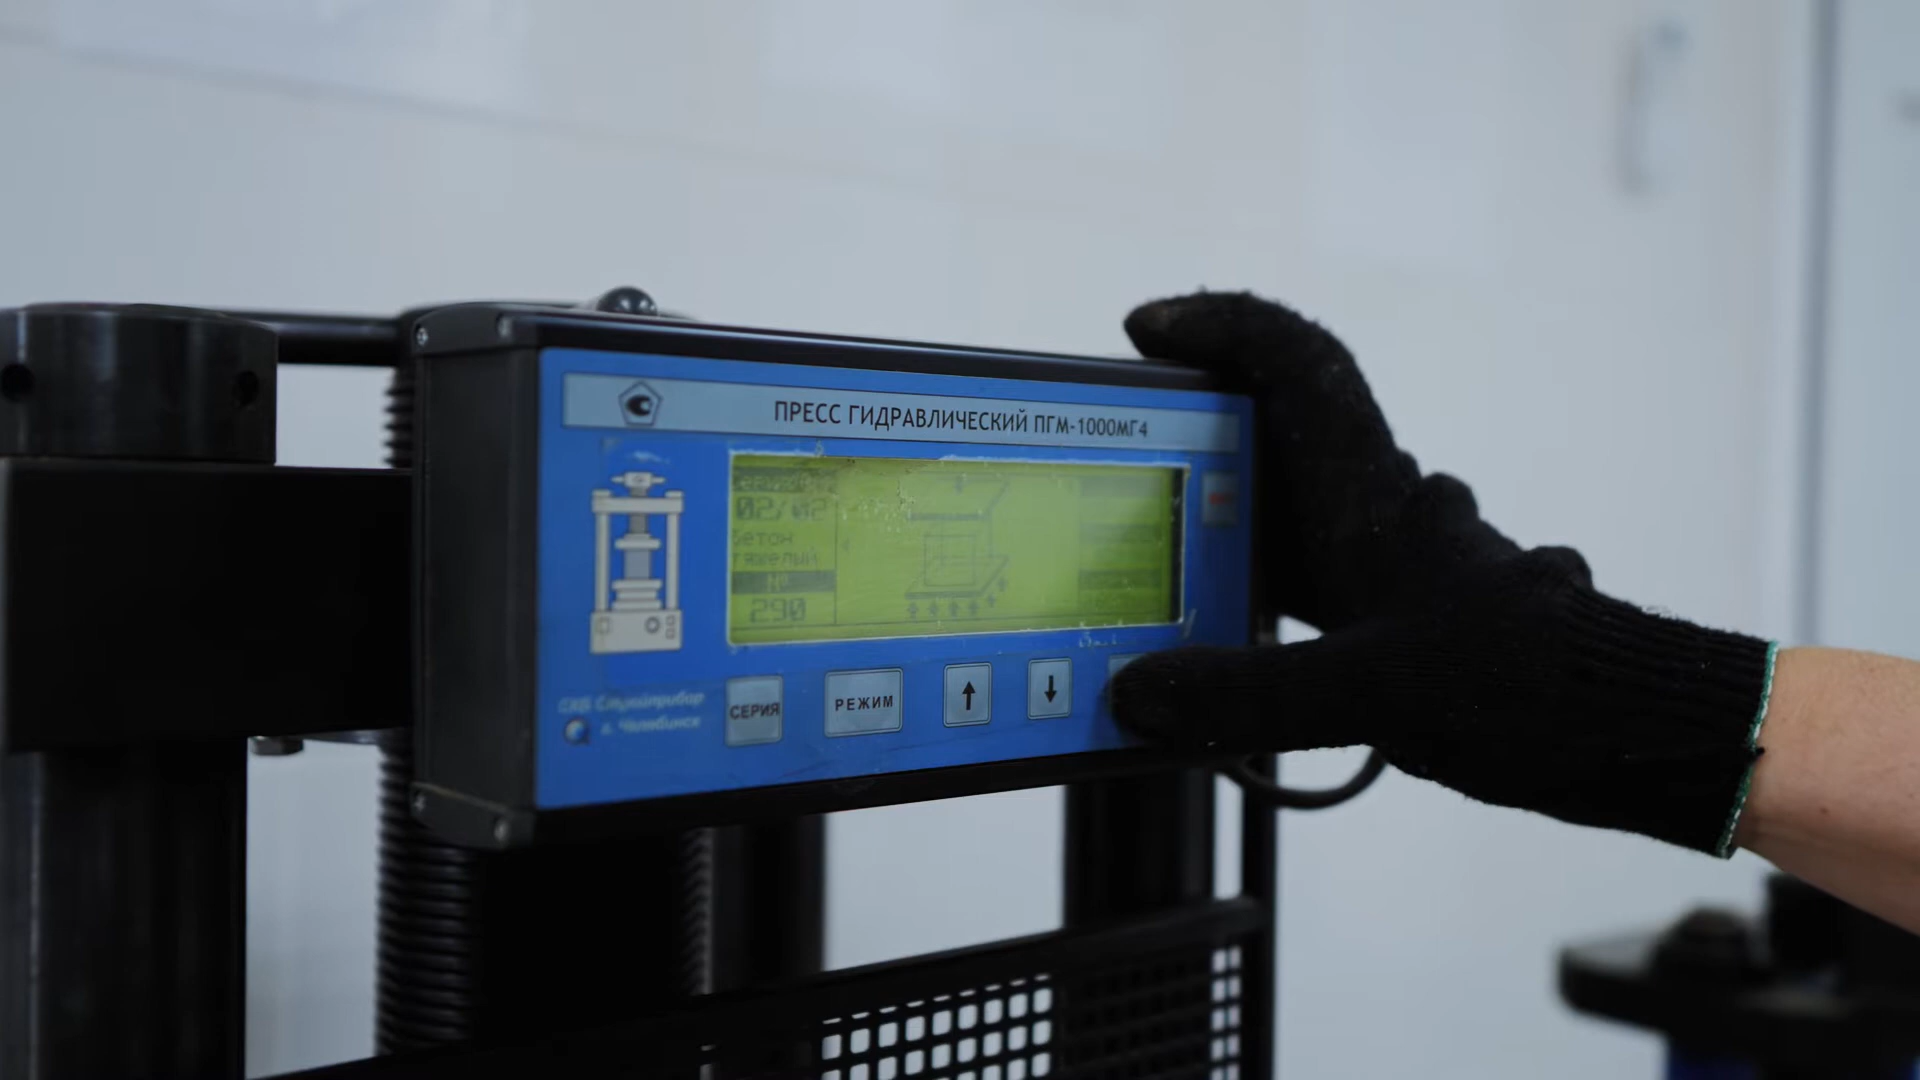 ПРЕСС ГИДРАВЛИЧЕСКИЙ ПГМ-1000МГ4
02/02
бетон
тяжелый
№
290
СКБ Стройприбор
г. Челябинск
СЕРИЯ
РЕЖИМ
↑
↓